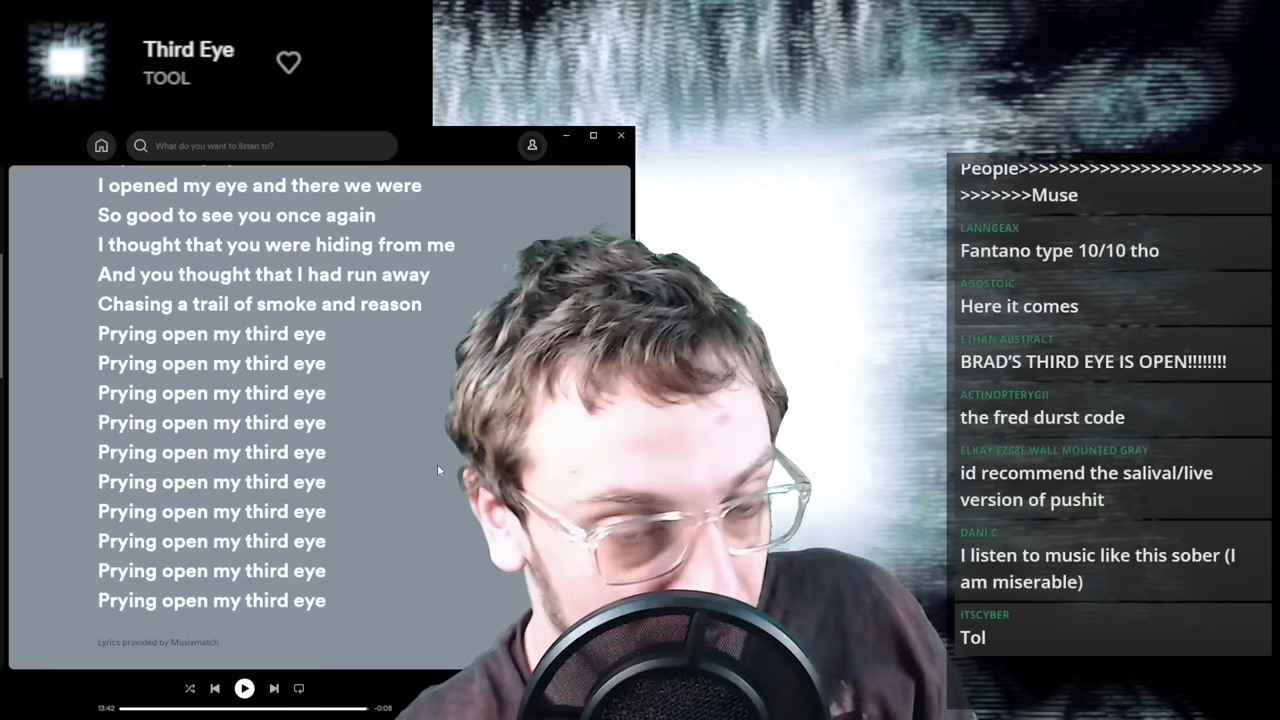 Third Eye
TOOL
What do you want to listen to?
I opened my eye and there we were
So good to see you once again
I thought that you were hiding from me
And you thought that I had run away
Chasing a trail of smoke and reason
Prying open my third eye
Prying open my third eye
Prying open my third eye
Prying open my third eye
Prying open my third eye
Prying open my third eye
Prying open my third eye
Prying open my third eye
Prying open my third eye
Prying open my third eye
Lyrics provided by Musixmatch
13:42
-0:08
People>>>>>>>>>>>>>>>>>>>>>>>>
>>>>>>>Muse
LANNGEAX
Fantano type 10/10 tho
AGOSTOIC
Here it comes
ETHAN ABSTRACT
BRAD'S THIRD EYE IS OPEN!!!!!!!!
ACTINOPTERYGII
the fred durst code
ELKAY EZS8L WALL MOUNTED GRAY
id recommend the salival/live
version of pushit
DANI C
I listen to music like this sober (I
am miserable)
ITSCYBER
Tol